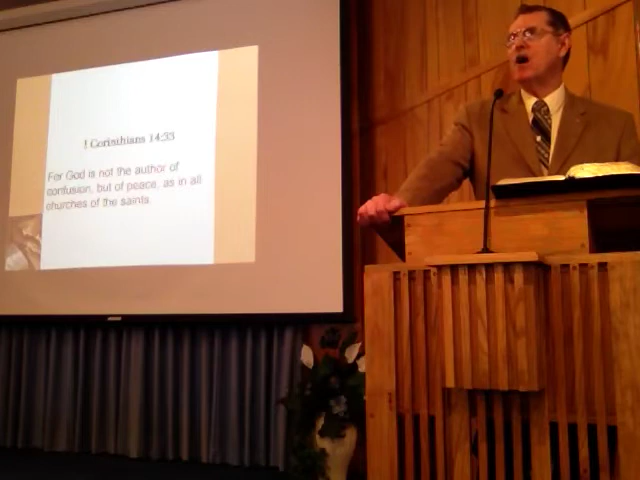 ! Corinthians 14:33
For God is not the author of
confusion, but of peace, as in all
churches of the saints.